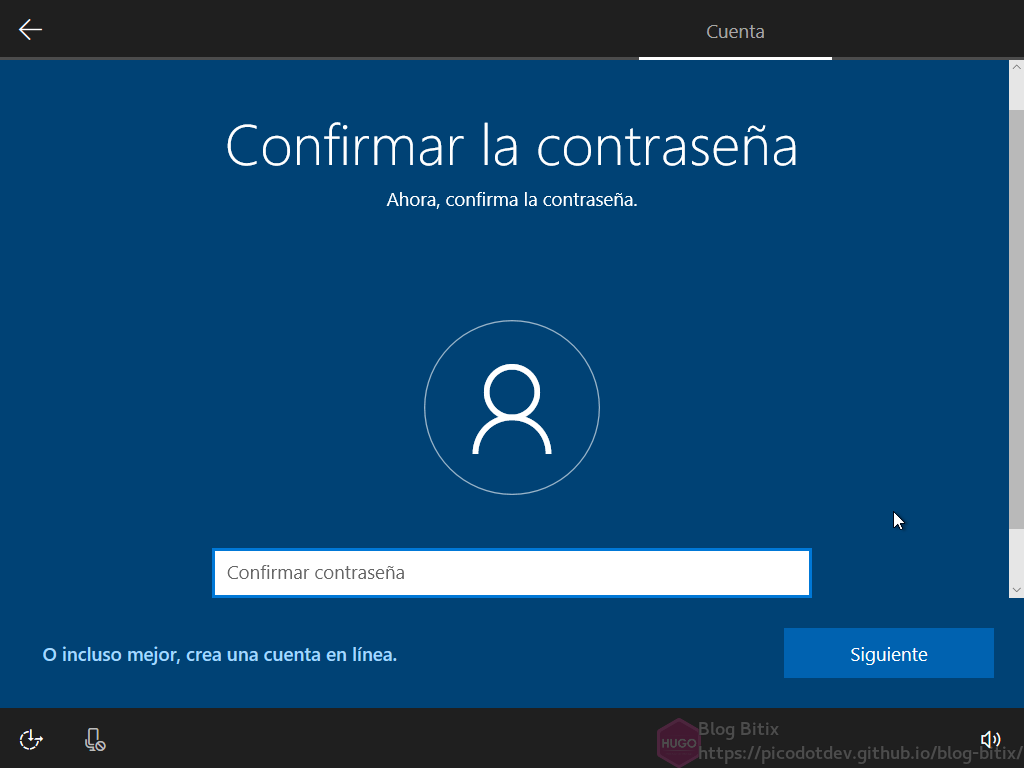 Cuenta
Confirmar la contraseña
Ahora, confirma la contraseña.
Confirmar contraseña
O incluso mejor, crea una cuenta en línea.
Siguiente
HUGO
Blog Bitix
https://picodotdev.github.io/blog-bitix/